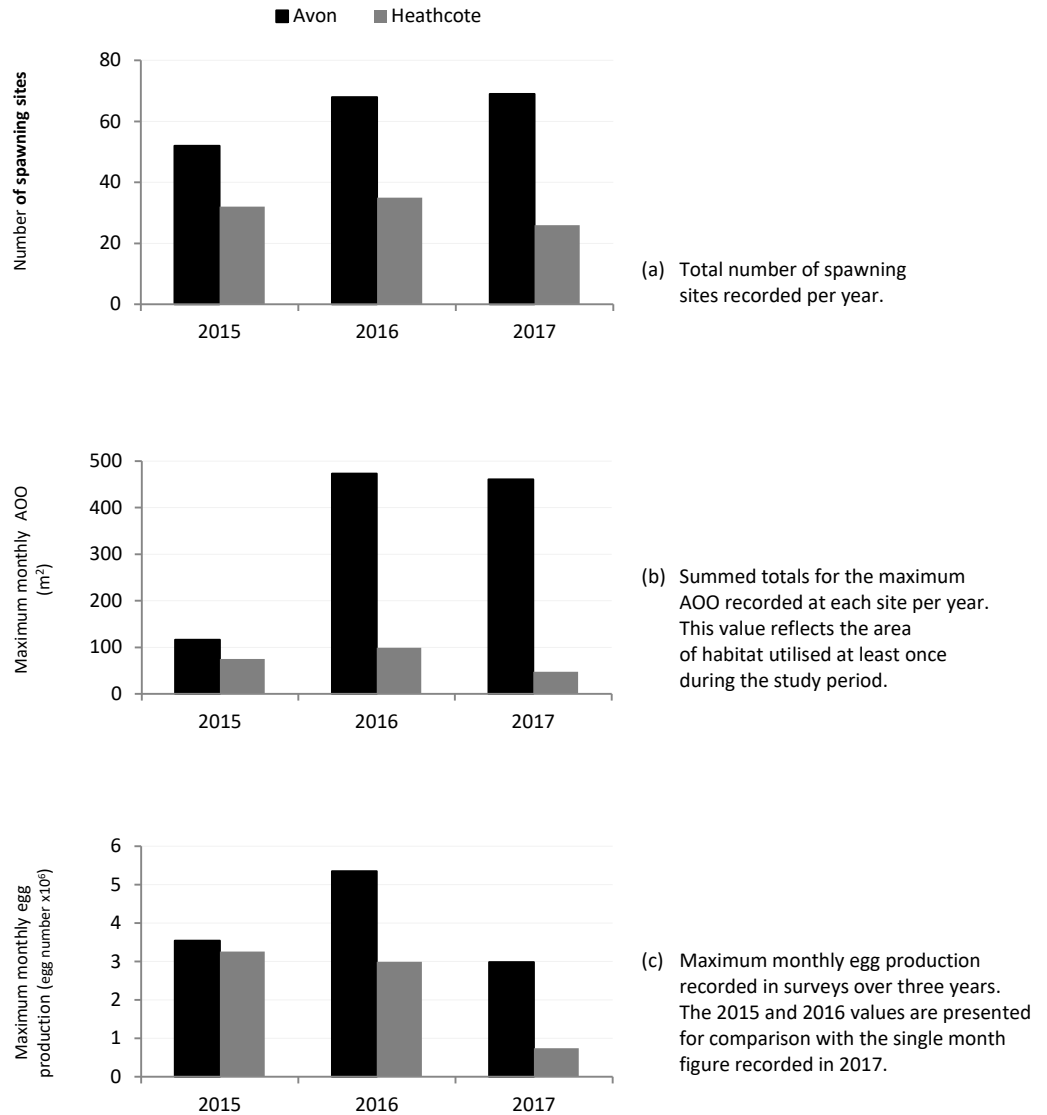 Avon Heathcote
Number of spawning sites
80
60
40
20
0
2015 2016 2017
(a) Total number of spawning
sites recorded per year.
Maximum monthly AOO
(m²)
500
400
300
200
100
0
2015 2016 2017
(b) Summed totals for the maximum
AOO recorded at each site per year.
This value reflects the area
of habitat utilised at least once
during the study period.
Maximum monthly egg
production (egg number x10⁶)
6
5
4
3
2
1
0
2015 2016 2017
(c) Maximum monthly egg production
recorded in surveys over three years.
The 2015 and 2016 values are presented
for comparison with the single month
figure recorded in 2017.